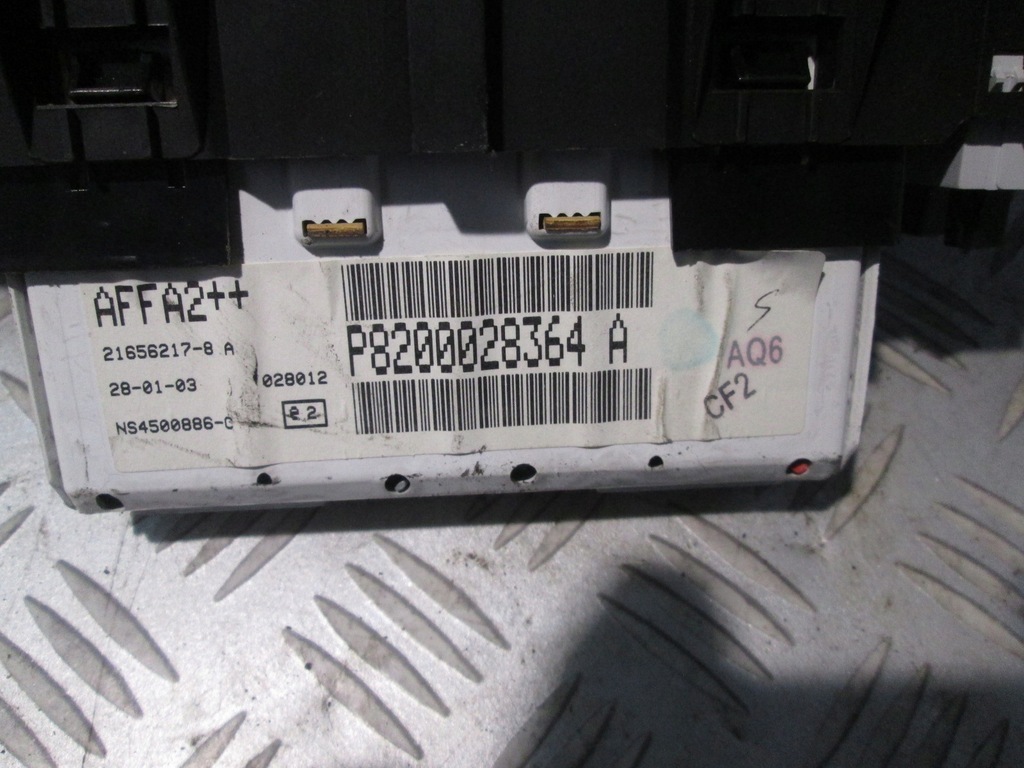 AFFA2++
21656217-8 A
28-01-03
028012
NS4500886-C
e2
P8200028364 A
S
AQ6
CF2